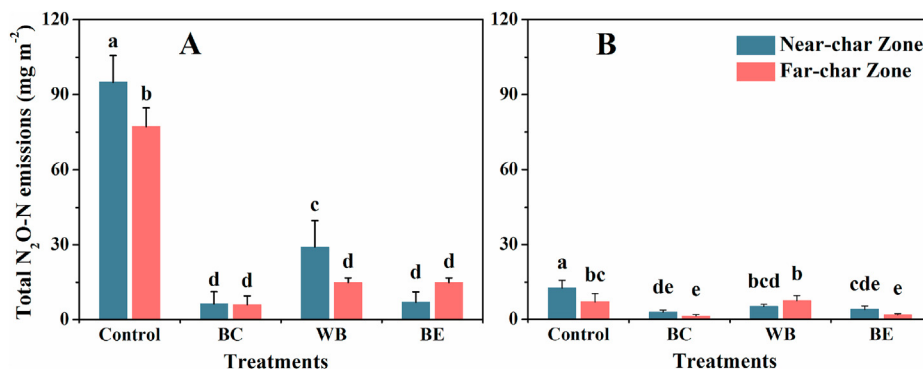 Total N₂O-N emissions (mg m⁻²)
120
90
60
30
0
A
a
b
d
d
c
d
d
d
Control
BC
WB
BE
Treatments
120
90
60
30
0
B
Near-char Zone
Far-char Zone
a
bc
de
e
bcd
b
cde
e
Control
BC
WB
BE
Treatments